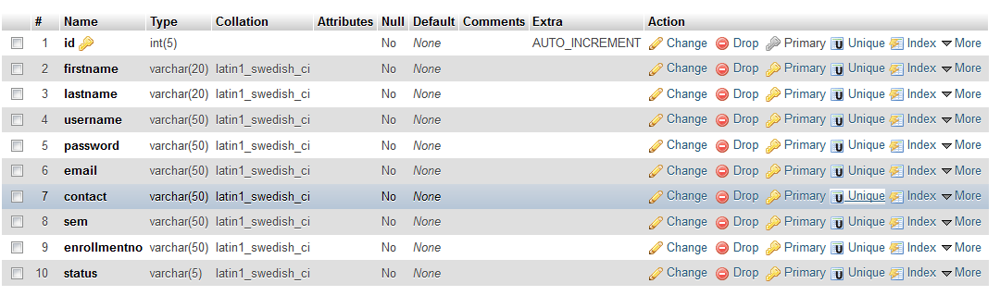 # Name Type Collation Attributes Null Default Comments Extra Action
1 id int(5) No None AUTO_INCREMENT Change Drop Primary Unique Index More
2 firstname varchar(20) latin1_swedish_ci No None Change Drop Primary Unique Index More
3 lastname varchar(20) latin1_swedish_ci No None Change Drop Primary Unique Index More
4 username varchar(50) latin1_swedish_ci No None Change Drop Primary Unique Index More
5 password varchar(50) latin1_swedish_ci No None Change Drop Primary Unique Index More
6 email varchar(50) latin1_swedish_ci No None Change Drop Primary Unique Index More
7 contact varchar(50) latin1_swedish_ci No None Change Drop Primary Unique Index More
8 sem varchar(50) latin1_swedish_ci No None Change Drop Primary Unique Index More
9 enrollmentno varchar(50) latin1_swedish_ci No None Change Drop Primary Unique Index More
10 status varchar(5) latin1_swedish_ci No None Change Drop Primary Unique Index More